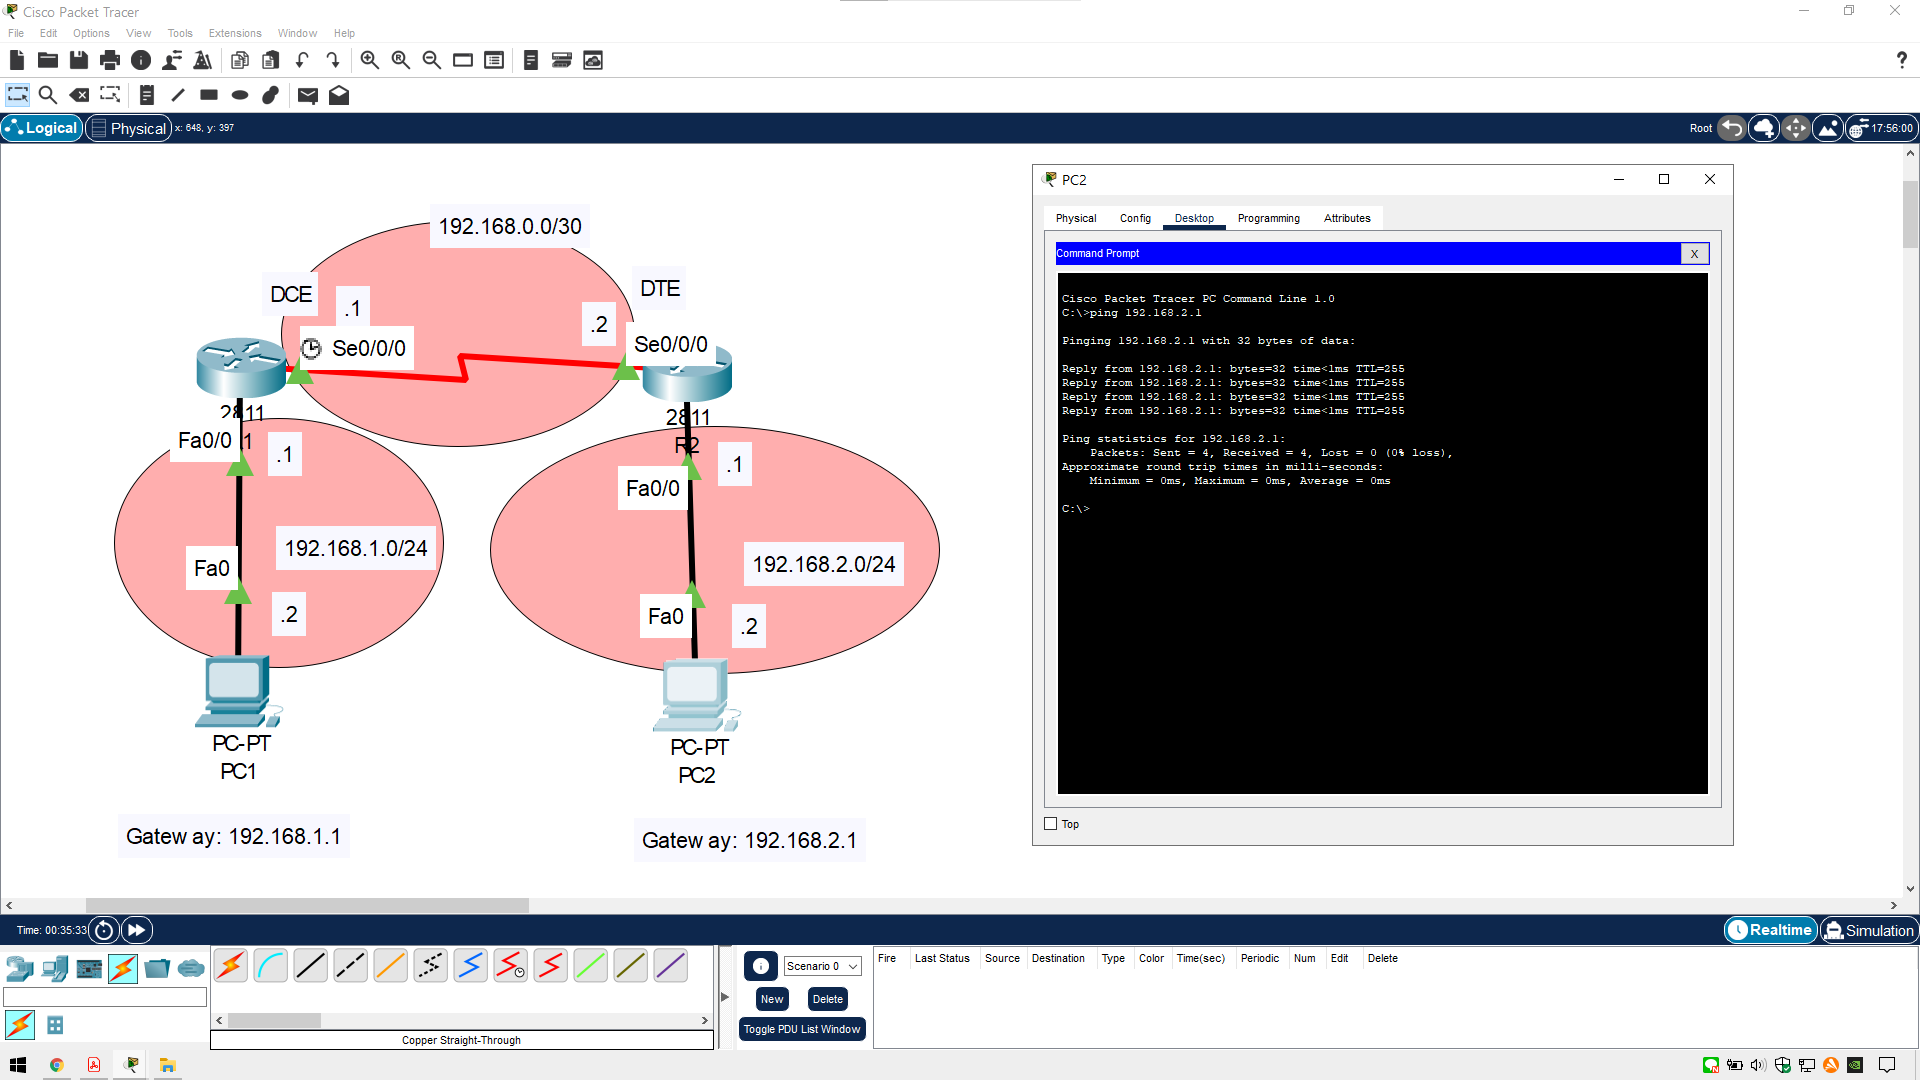 Cisco Packet Tracer
File Edit Options View Tools Extensions Window Help
?
Logical Physical x: 648, y: 397 Root 17:56:00
192.168.0.0/30
DCE
.1
Se0/0/0
DTE
.2
Se0/0/0
2811
Fa0/0
1
.1
2811
R2
.1
Fa0/0
192.168.1.0/24
Fa0
.2
192.168.2.0/24
Fa0
.2
PC-PT
PC1
PC-PT
PC2
Gateway: 192.168.1.1
Gateway: 192.168.2.1
PC2
Physical Config Desktop Programming Attributes
Command Prompt X
Cisco Packet Tracer PC Command Line 1.0
C:\>ping 192.168.2.1
Pinging 192.168.2.1 with 32 bytes of data:
Reply from 192.168.2.1: bytes=32 time<1ms TTL=255
Reply from 192.168.2.1: bytes=32 time<1ms TTL=255
Reply from 192.168.2.1: bytes=32 time<1ms TTL=255
Reply from 192.168.2.1: bytes=32 time<1ms TTL=255
Ping statistics for 192.168.2.1:
Packets: Sent = 4, Received = 4, Lost = 0 (0% loss),
Approximate round trip times in milli-seconds:
Minimum = 0ms, Maximum = 0ms, Average = 0ms
C:\>
Top
Time: 00:35:33 Realtime Simulation
Scenario 0
New Delete
Toggle PDU List Window
Fire Last Status Source Destination Type Color Time(sec) Periodic Num Edit Delete
Copper Straight-Through